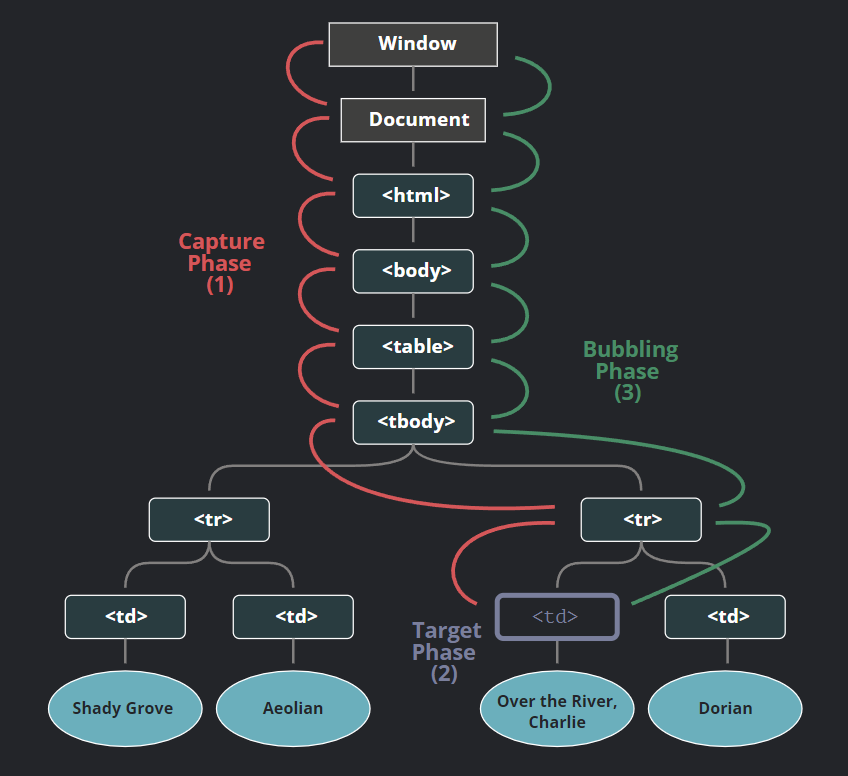 Window
Document
<html>
Capture
Phase
(1)
<body>
<table>
Bubbling
Phase
(3)
<tbody>
<tr>
<tr>
<td>
<td>
<td>
<td>
Target
Phase
(2)
Shady Grove
Aeolian
Over the River,
Charlie
Dorian